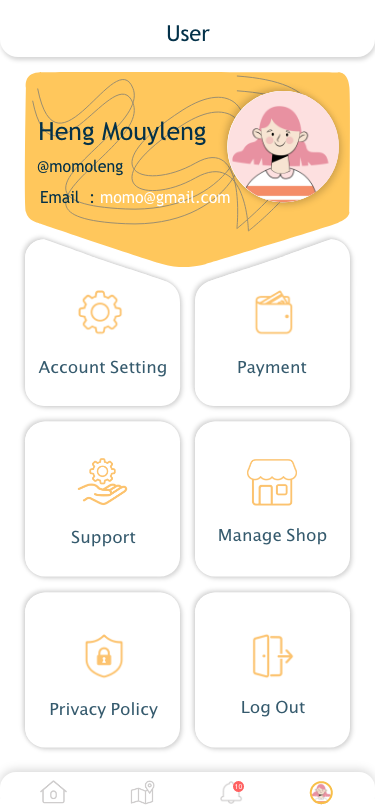 User
Heng Mouyleng
@momoleng
Email : momo@gmail.com
Account Setting
Payment
Support
Manage Shop
Privacy Policy
Log Out
10